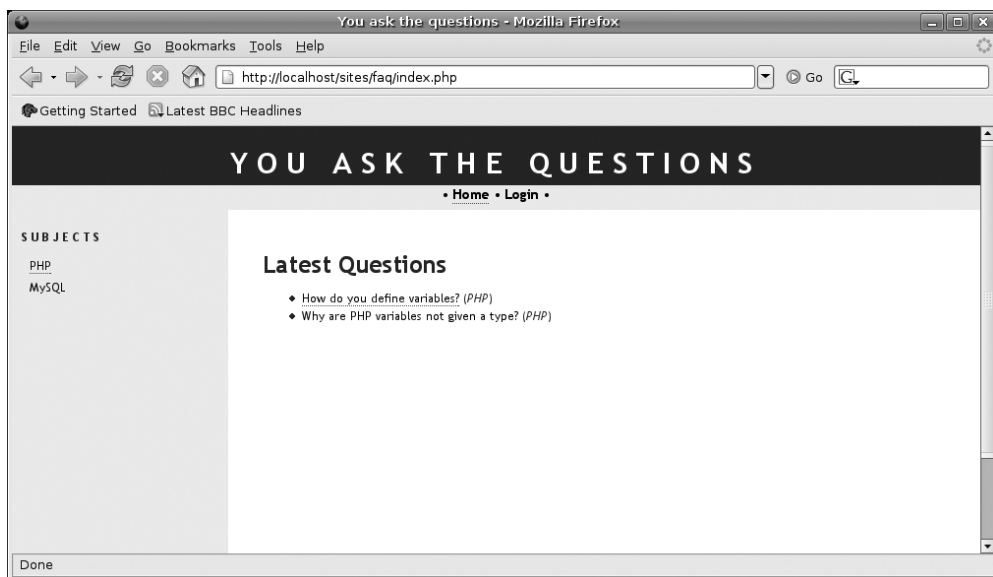 You ask the questions - Mozilla Firefox
File Edit View Go Bookmarks Tools Help
http://localhost/sites/faq/index.php Go G
Getting Started Latest BBC Headlines
YOU ASK THE QUESTIONS
• Home • Login •
SUBJECTS
PHP
MySQL
Latest Questions
How do you define variables? (PHP)
Why are PHP variables not given a type? (PHP)
Done